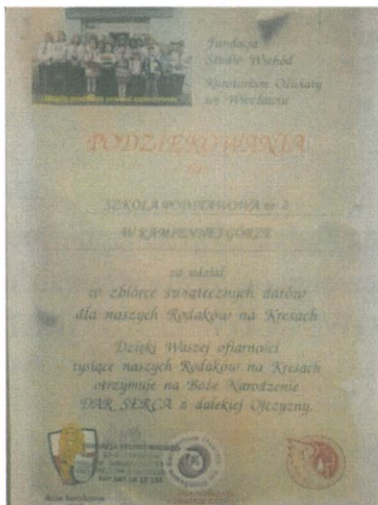 Fundacja
Studio Wschód
Kuratorium Oświaty
we Wrocławiu
PODZIĘKOWANIA
dla
SZKOŁA PODSTAWOWA nr 8
W KAMIENNEJ GÓRZE
za udział
w zbiórce świątecznych darów
dla naszych Rodaków na Kresach
Dzięki Waszej ofiarności
tysiące naszych Rodaków na Kresach
otrzymuje na Boże Narodzenie
DAR SERCA z dalekiej Ojczyzny.